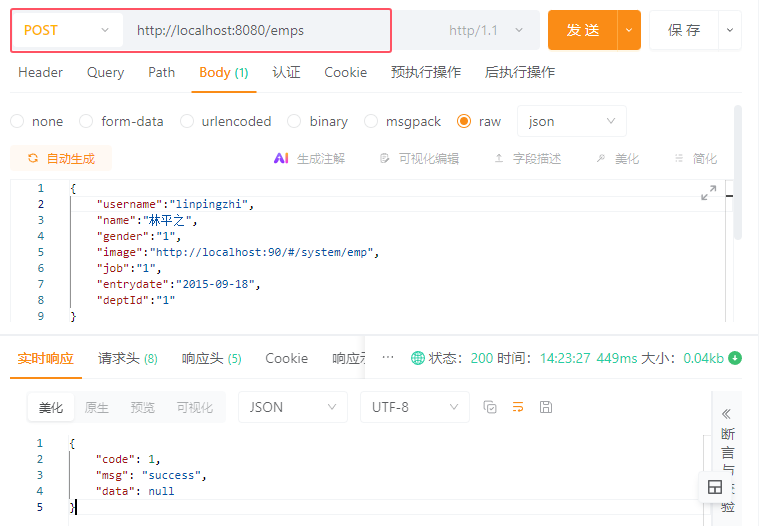 POST http://localhost:8080/emps http/1.1 发 送 保 存
Header Query Path Body (1) 认证 Cookie 预执行操作 后执行操作
none form-data urlencoded binary msgpack raw json
自动生成 AI 生成注解 可视化编辑 字段描述 美化 简化
1 {
2 "username":"linpingzhi",
3 "name":"林平之",
4 "gender":"1",
5 "image":"http://localhost:90/#/system/emp",
6 "job":"1",
7 "entrydate":"2015-09-18",
8 "deptId":"1"
9 }
实时响应 请求头 (8) 响应头 (5) Cookie 响应 ··· 状态: 200 时间: 14:23:27 449ms 大小: 0.04kb
美化 原生 预览 可视化 JSON UTF-8
1 {
2 "code": 1,
3 "msg": "success",
4 "data": null
5 }
断言与
验